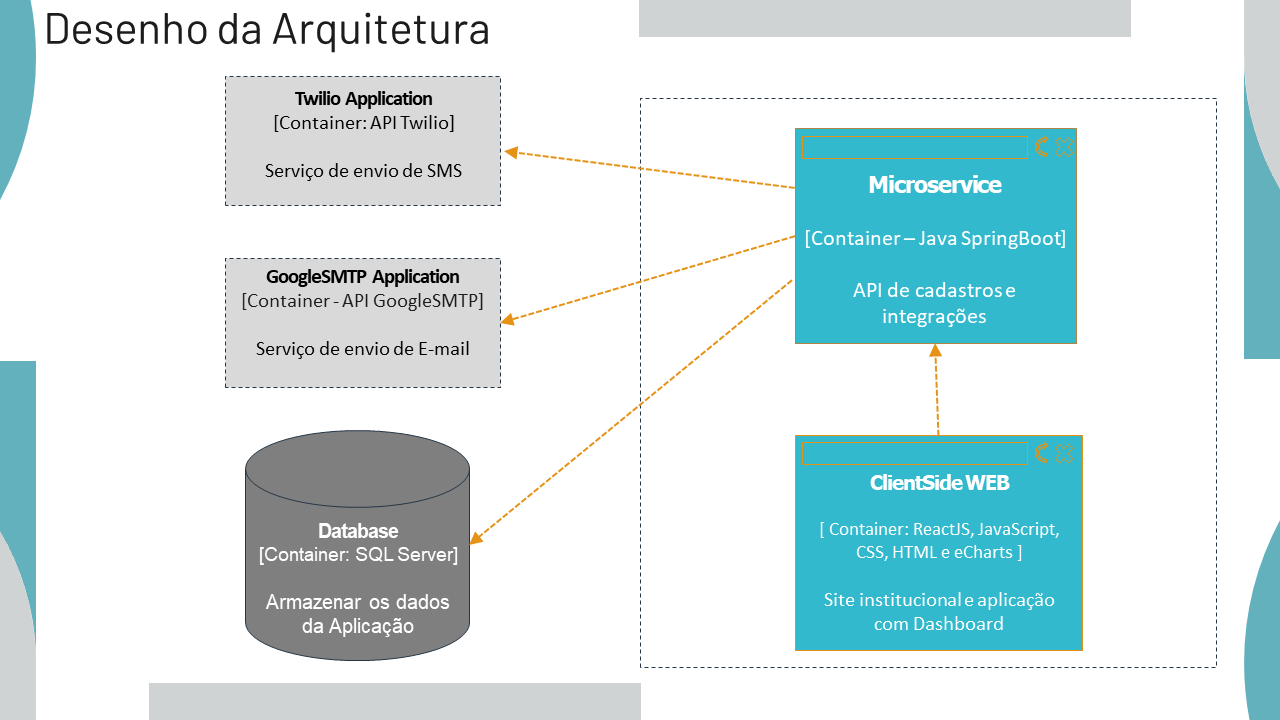 Desenho da Arquitetura
Twilio Application
[Container: API Twilio]
Serviço de envio de SMS
GoogleSMTP Application
[Container - API GoogleSMTP]
Serviço de envio de E-mail
Database
[Container: SQL Server]
Armazenar os dados
da Aplicação
Microservice
[Container – Java SpringBoot]
API de cadastros e
integrações
ClientSide WEB
[ Container: ReactJS, JavaScript,
CSS, HTML e eCharts ]
Site institucional e aplicação
com Dashboard